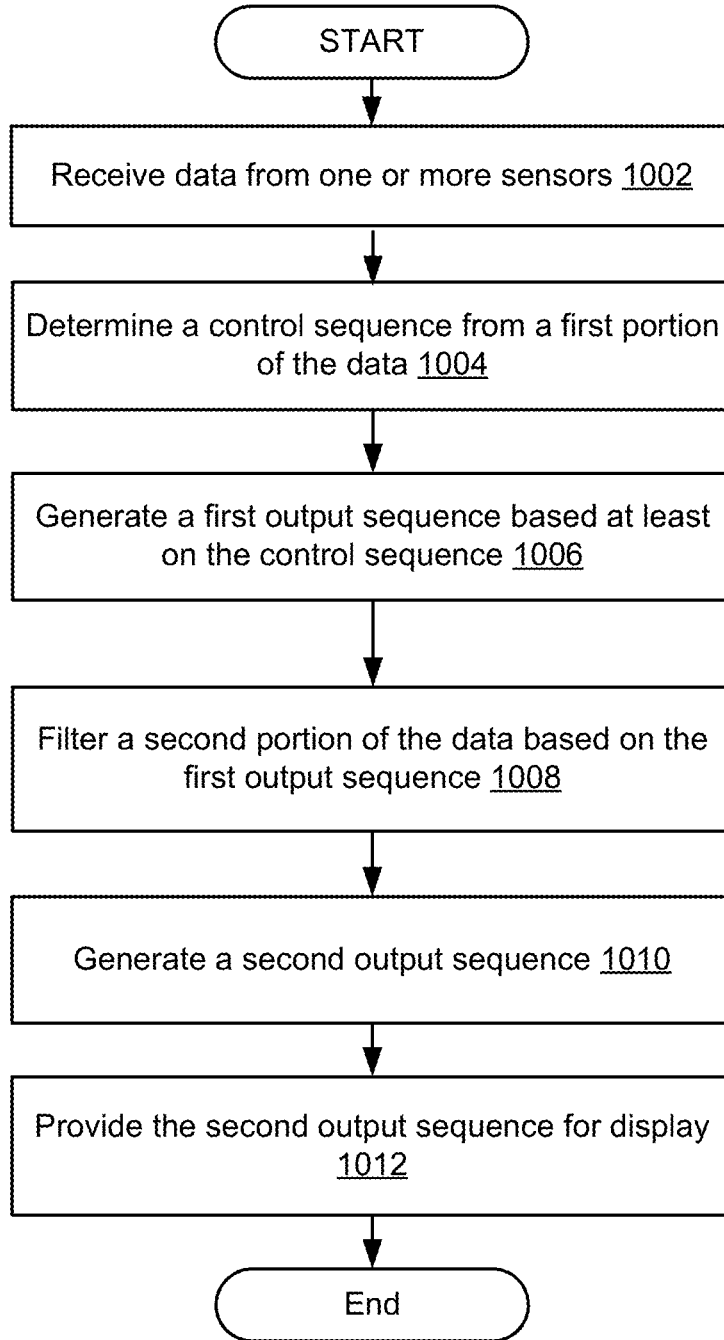 START
Receive data from one or more sensors 1002
Determine a control sequence from a first portion
of the data 1004
Generate a first output sequence based at least
on the control sequence 1006
Filter a second portion of the data based on the
first output sequence 1008
Generate a second output sequence 1010
Provide the second output sequence for display
1012
End